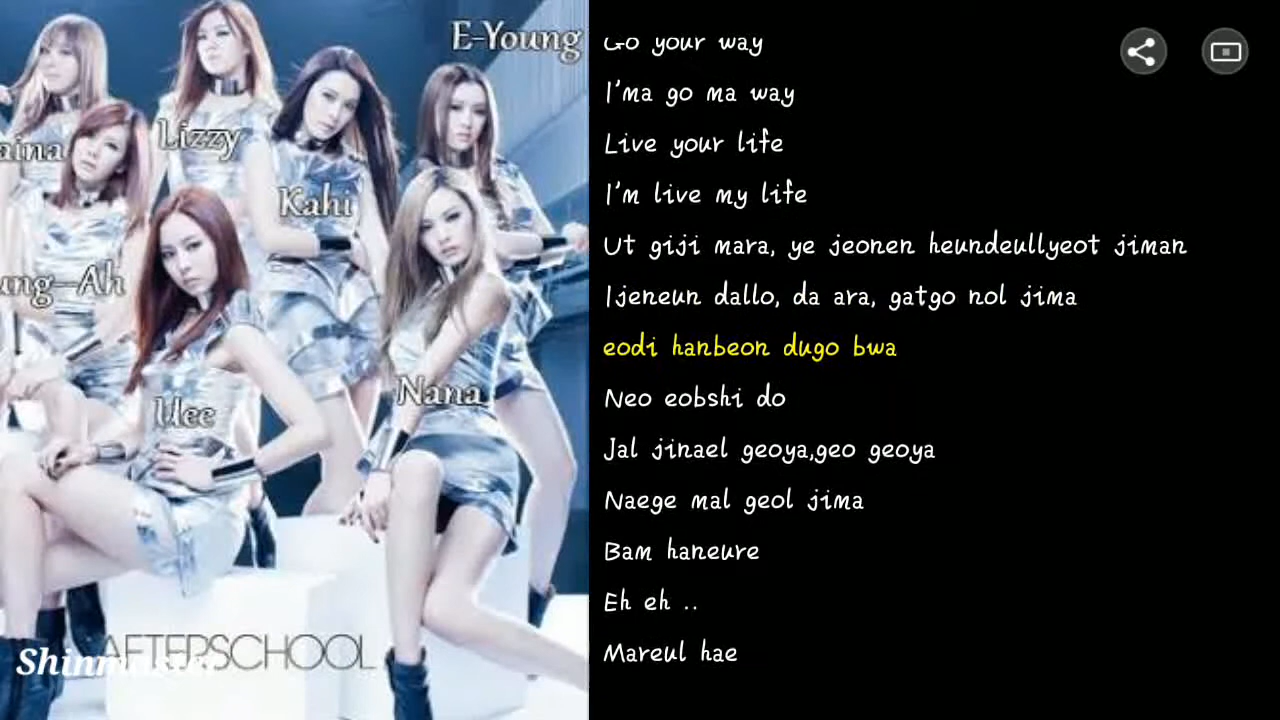 E-Young
aina
Lizzy
Kahi
ung-Ah
Nana
Uee
AFTERSCHOOL
Go your way
I'ma go ma way
Live your life
I'm live my life
Ut giji mara, ye jeonen heundeullyeot jiman
Ijeneun dallo, da ara, gatgo nol jima
eodi hanbeon dugo bwa
Neo eobshi do
Jal jinael geoya,geo geoya
Naege mal geol jima
Bam haneure
Eh eh ..
Mareul hae